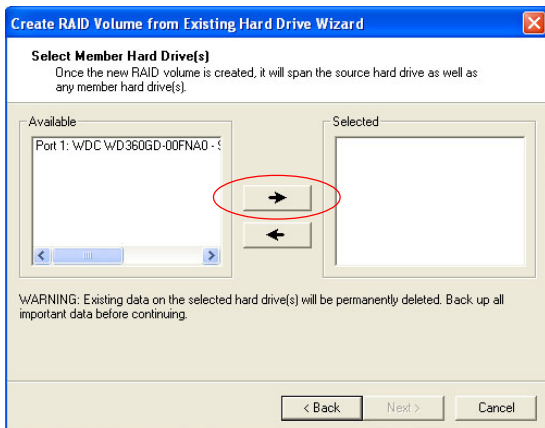 Create RAID Volume from Existing Hard Drive Wizard
Select Member Hard Drive(s)
Once the new RAID volume is created, it will span the source hard drive as well as
any member hard drive(s).
Available
Selected
Port 1: WDC WD360GD-00FNA0 -
WARNING: Existing data on the selected hard drive(s) will be permanently deleted. Back up all
important data before continuing.
< Back
Next >
Cancel